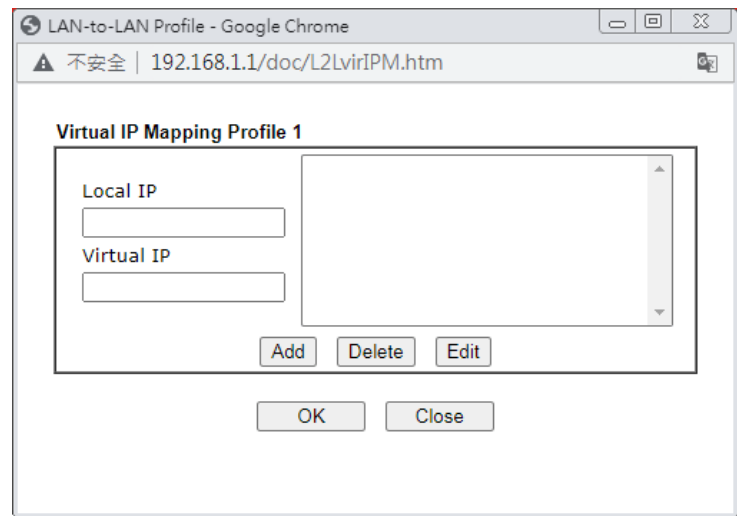 LAN-to-LAN Profile - Google Chrome
不安全 | 192.168.1.1/doc/L2LvirIPM.htm
Virtual IP Mapping Profile 1
Local IP
Virtual IP
Add Delete Edit
OK Close